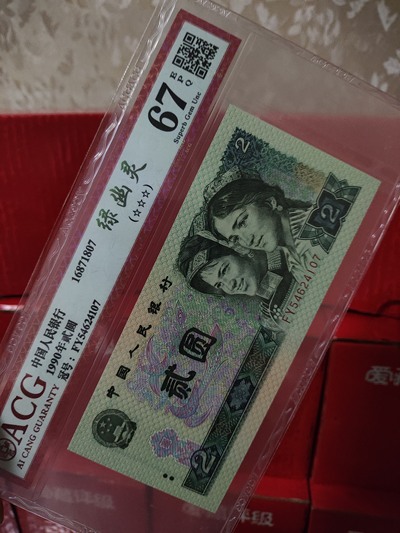 ACG
AI CANG GUARANTY
中国人民银行
1990年贰圆
冠号：FY54624107
16871807
绿幽灵
(☆☆☆)
67
EPQ
Superb Gem Unc
2
FY54624107
中国人民银行
贰圆
2